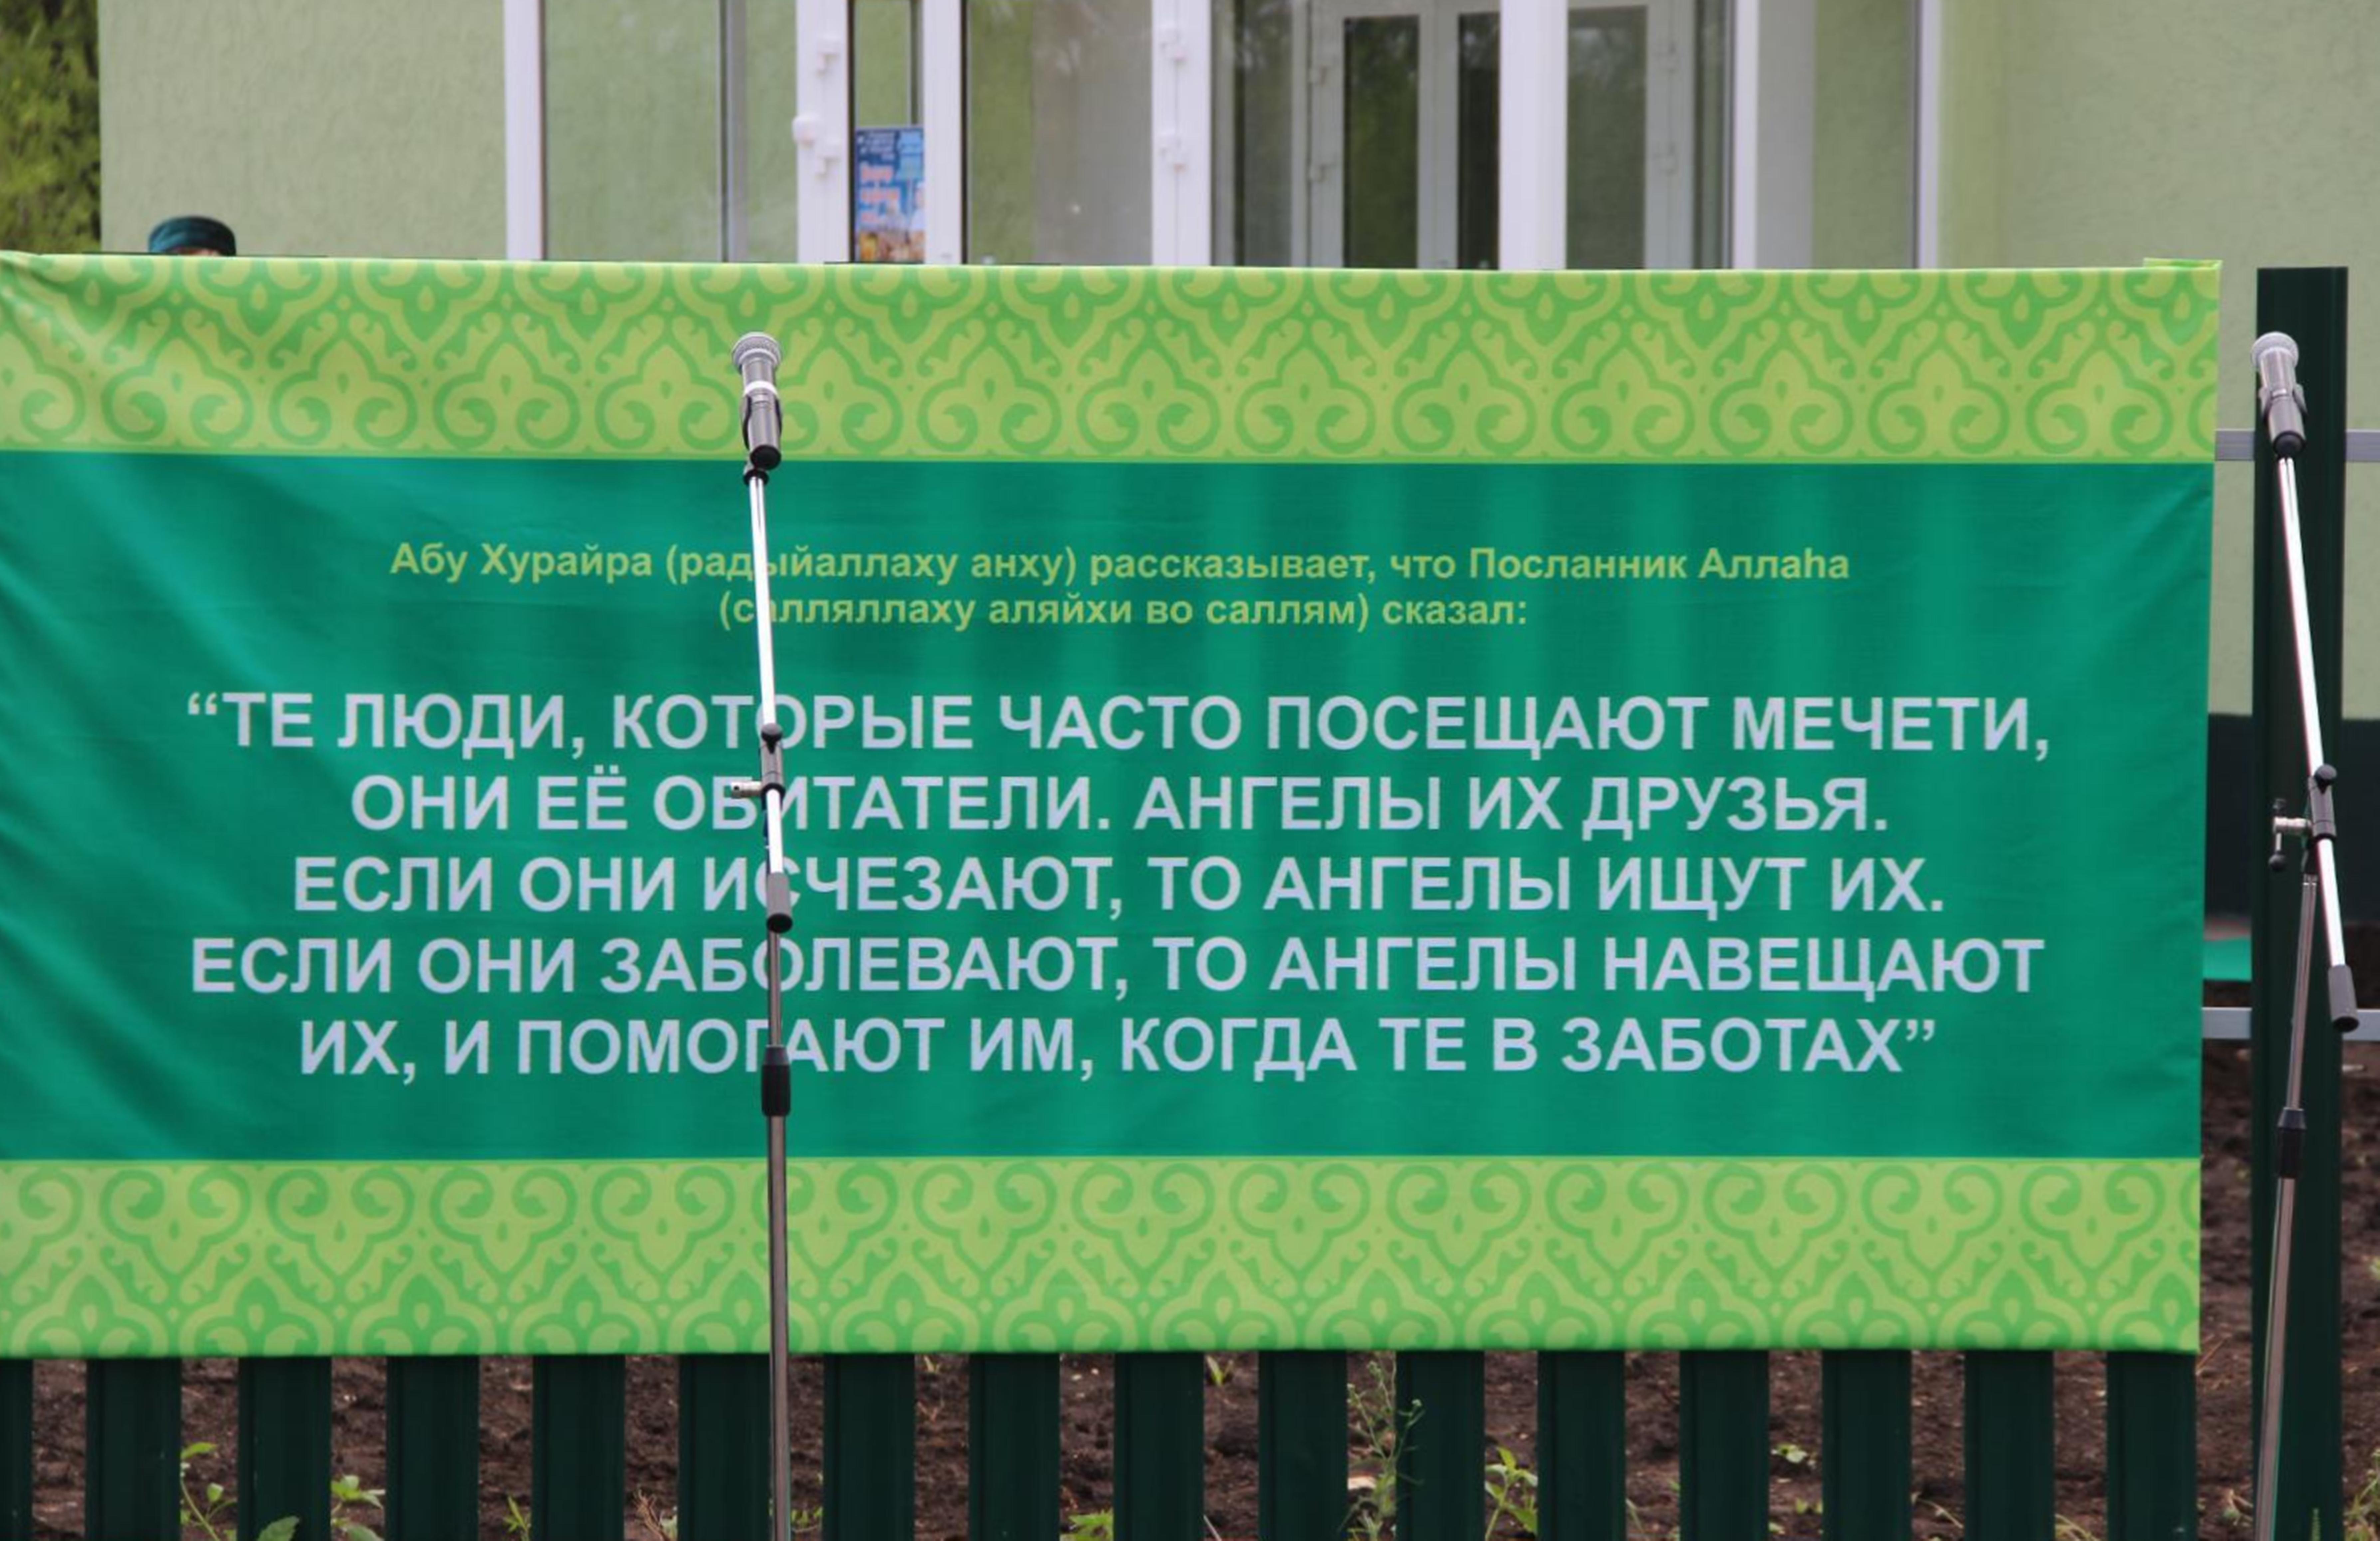 Абу Хурайра (радыйаллаху анху) рассказывает, что Посланник Аллаhа
(салляллаху аляйхи во саллям) сказал:
“ТЕ ЛЮДИ, КОТОРЫЕ ЧАСТО ПОСЕЩАЮТ МЕЧЕТИ,
ОНИ ЕЁ ОБИТАТЕЛИ. АНГЕЛЫ ИХ ДРУЗЬЯ.
ЕСЛИ ОНИ ИСЧЕЗАЮТ, ТО АНГЕЛЫ ИЩУТ ИХ.
ЕСЛИ ОНИ ЗАБОЛЕВАЮТ, ТО АНГЕЛЫ НАВЕЩАЮТ
ИХ, И ПОМОГАЮТ ИМ, КОГДА ТЕ В ЗАБОТАХ”